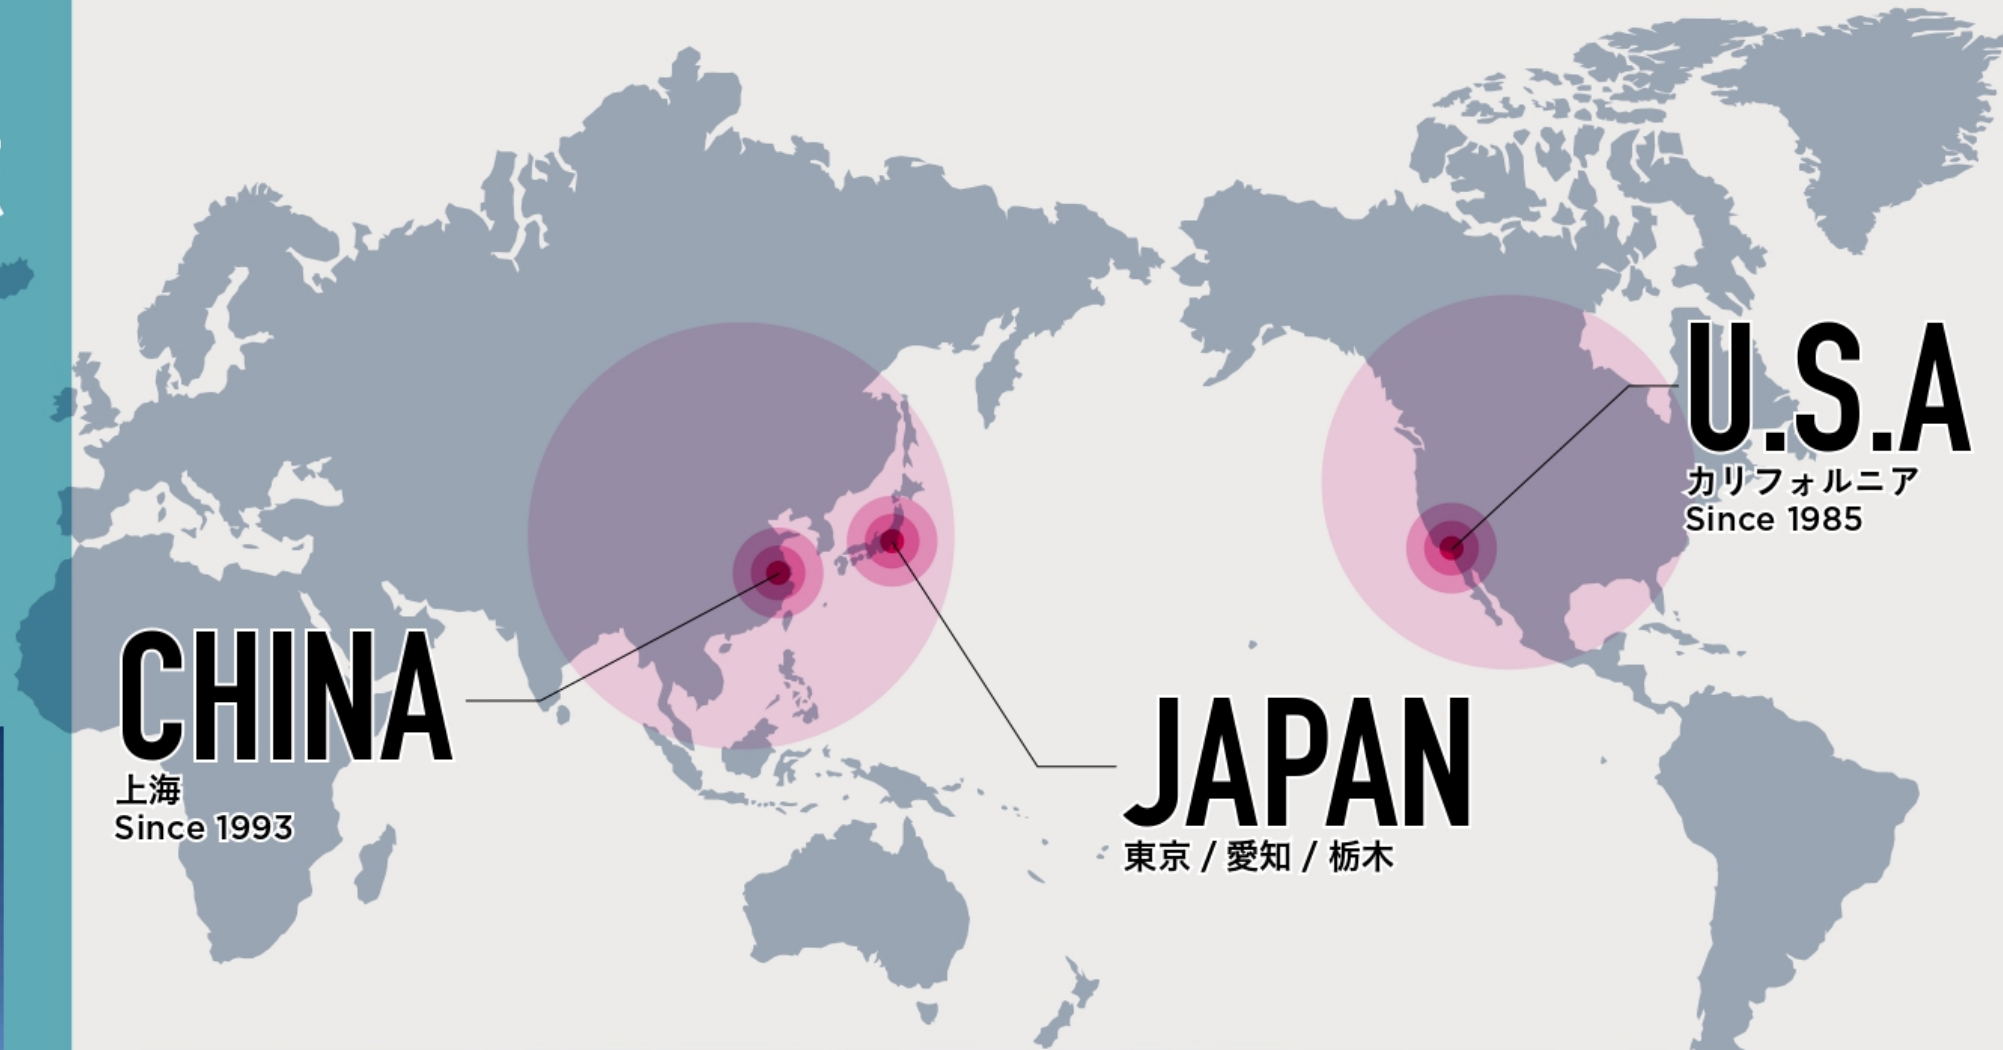 U.S.A
カリフォルニア
Since 1985
CHINA
上海
Since 1993
JAPAN
東京 / 愛知 / 栃木